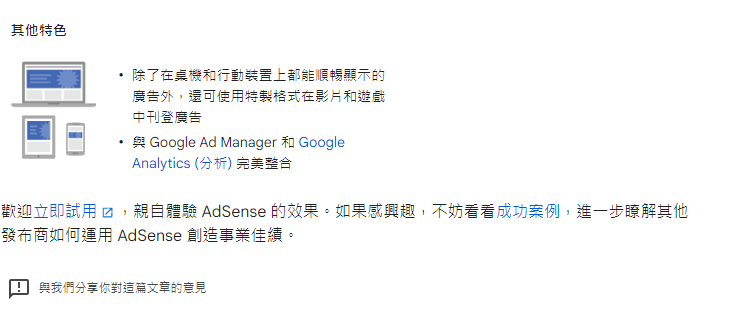 其他特色
• 除了在桌機和行動裝置上都能順暢顯示的
廣告外，還可使用特製格式在影片和遊戲
中刊登廣告
• 與 Google Ad Manager 和 Google
Analytics (分析) 完美整合
歡迎立即試用，親自體驗 AdSense 的效果。如果感興趣，不妨看看成功案例，進一步瞭解其他
發布商如何運用 AdSense 創造事業佳績。
與我們分享你對這篇文章的意見